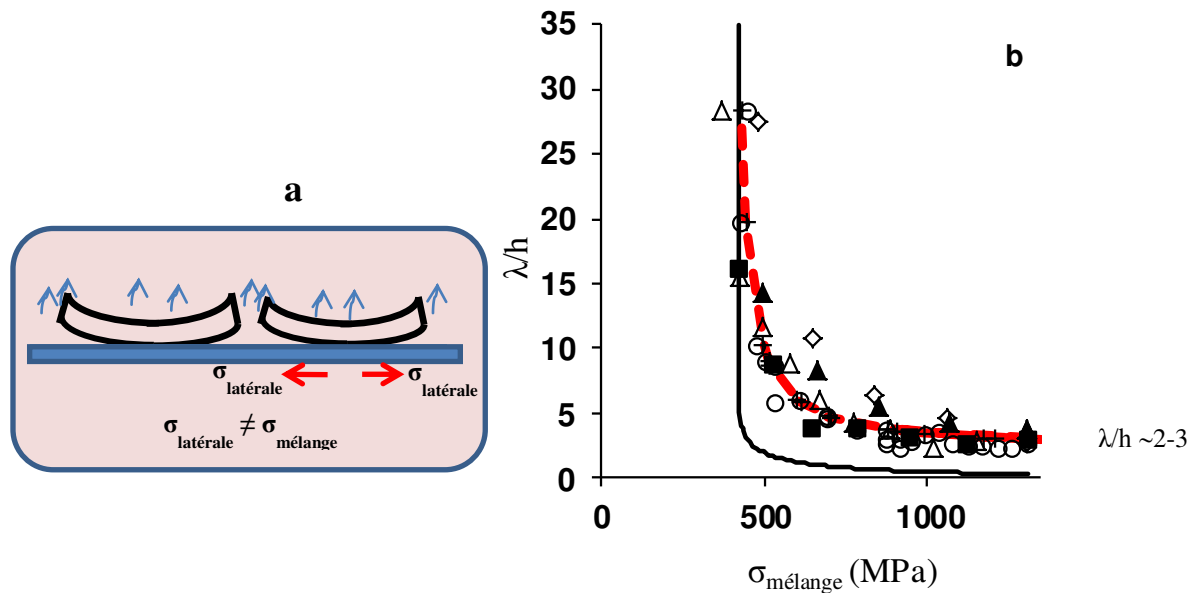 a
σlatérale
σlatérale
σlatérale ≠ σmélange
b
λ/h
35
30
25
20
15
10
5
0
0
500
1000
σmélange (MPa)
λ/h ~2-3